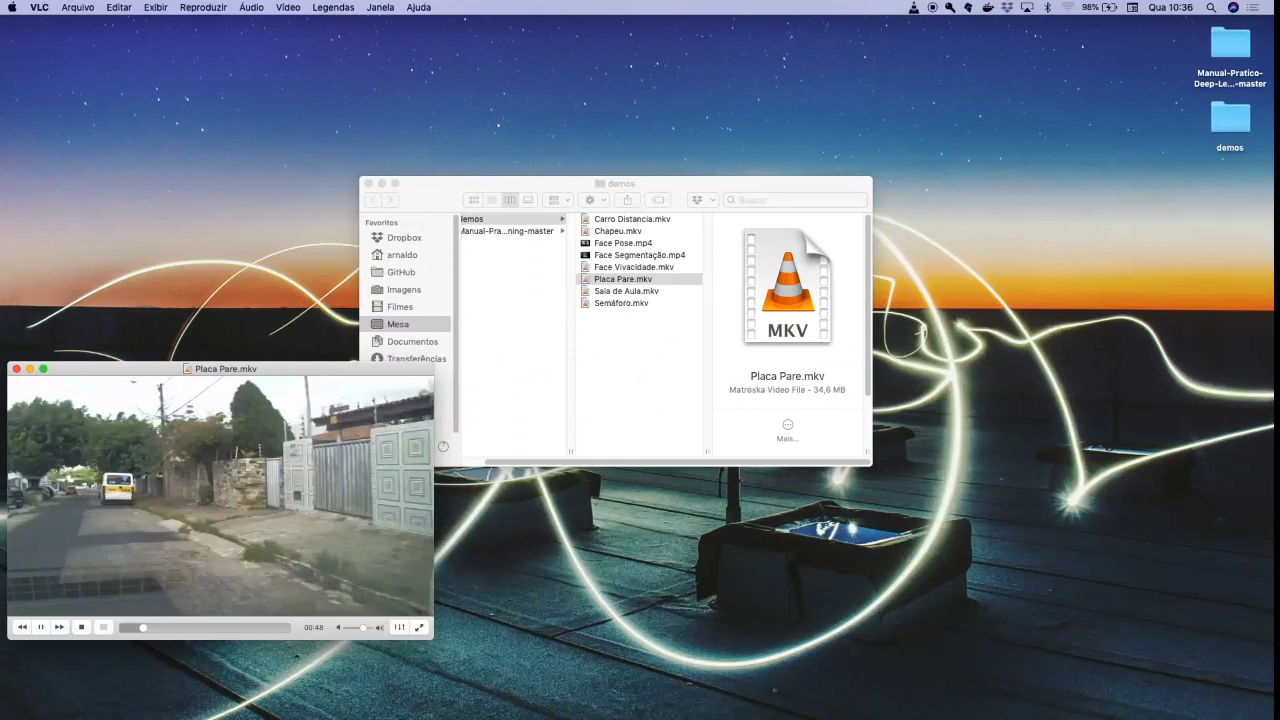 VLC Arquivo Editar Exibir Reproduzir Áudio Vídeo Legendas Janela Ajuda 98% Qua 10:36
Manual-Pratico-
Deep-Le...-master
demos
demos
Buscar
Favoritos
Dropbox
arnaldo
GitHub
Imagens
Filmes
Mesa
Documentos
Transferências
demos
Manual-Pra...ning-master
Carro Distancia.mkv
Chapeu.mkv
Face Pose.mp4
Face Segmentação.mp4
Face Vivacidade.mkv
Placa Pare.mkv
Sala de Aula.mkv
Semáforo.mkv
MKV
Placa Pare.mkv
Matroska Video File - 34,6 MB
Mais...
Placa Pare.mkv
00:48